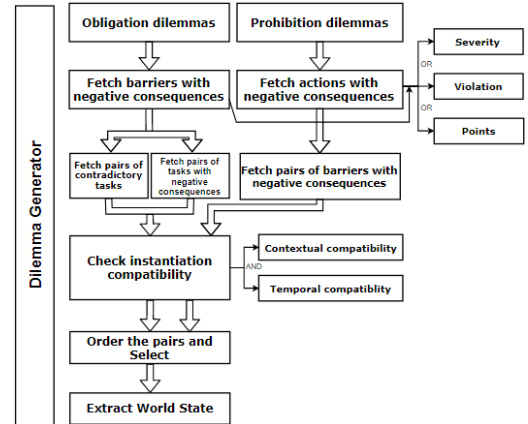 Dilemma Generator
Obligation dilemmas
Prohibition dilemmas
Fetch barriers with
negative consequences
Fetch actions with
negative consequences
Severity
OR
Violation
OR
Points
Fetch pairs of
contradictory
tasks
Fetch pairs of
tasks with
negative
consequences
Fetch pairs of barriers with
negative consequences
Check instantiation
compatibility
Contextual compatibility
AND
Temporal compatiblity
Order the pairs and
Select
Extract World State